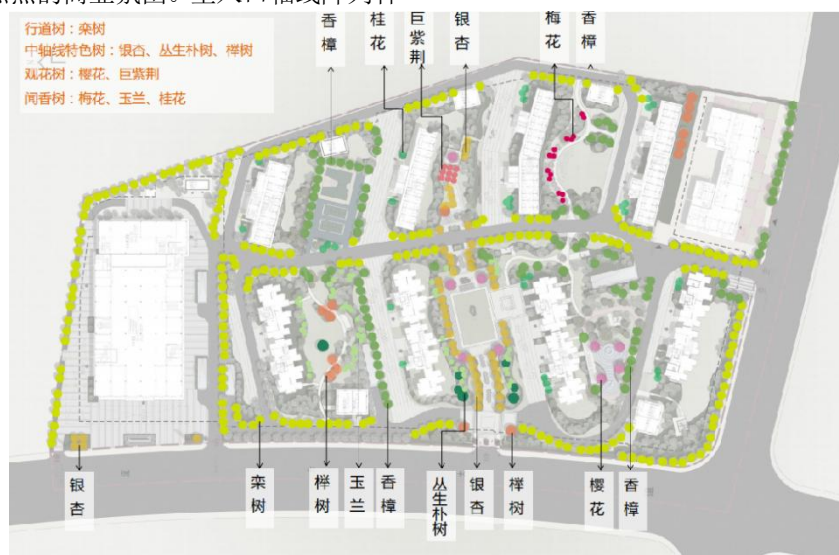 行道树：栾树
中轴线特色树：银杏、丛生朴树、榉树
观花树：樱花、巨紫荆
闻香树：梅花、玉兰、桂花
香樟
桂花
巨紫荆
银杏
梅花
香樟
银杏
栾树
榉树
玉兰
香樟
丛生朴树
银杏
榉树
樱花
香樟